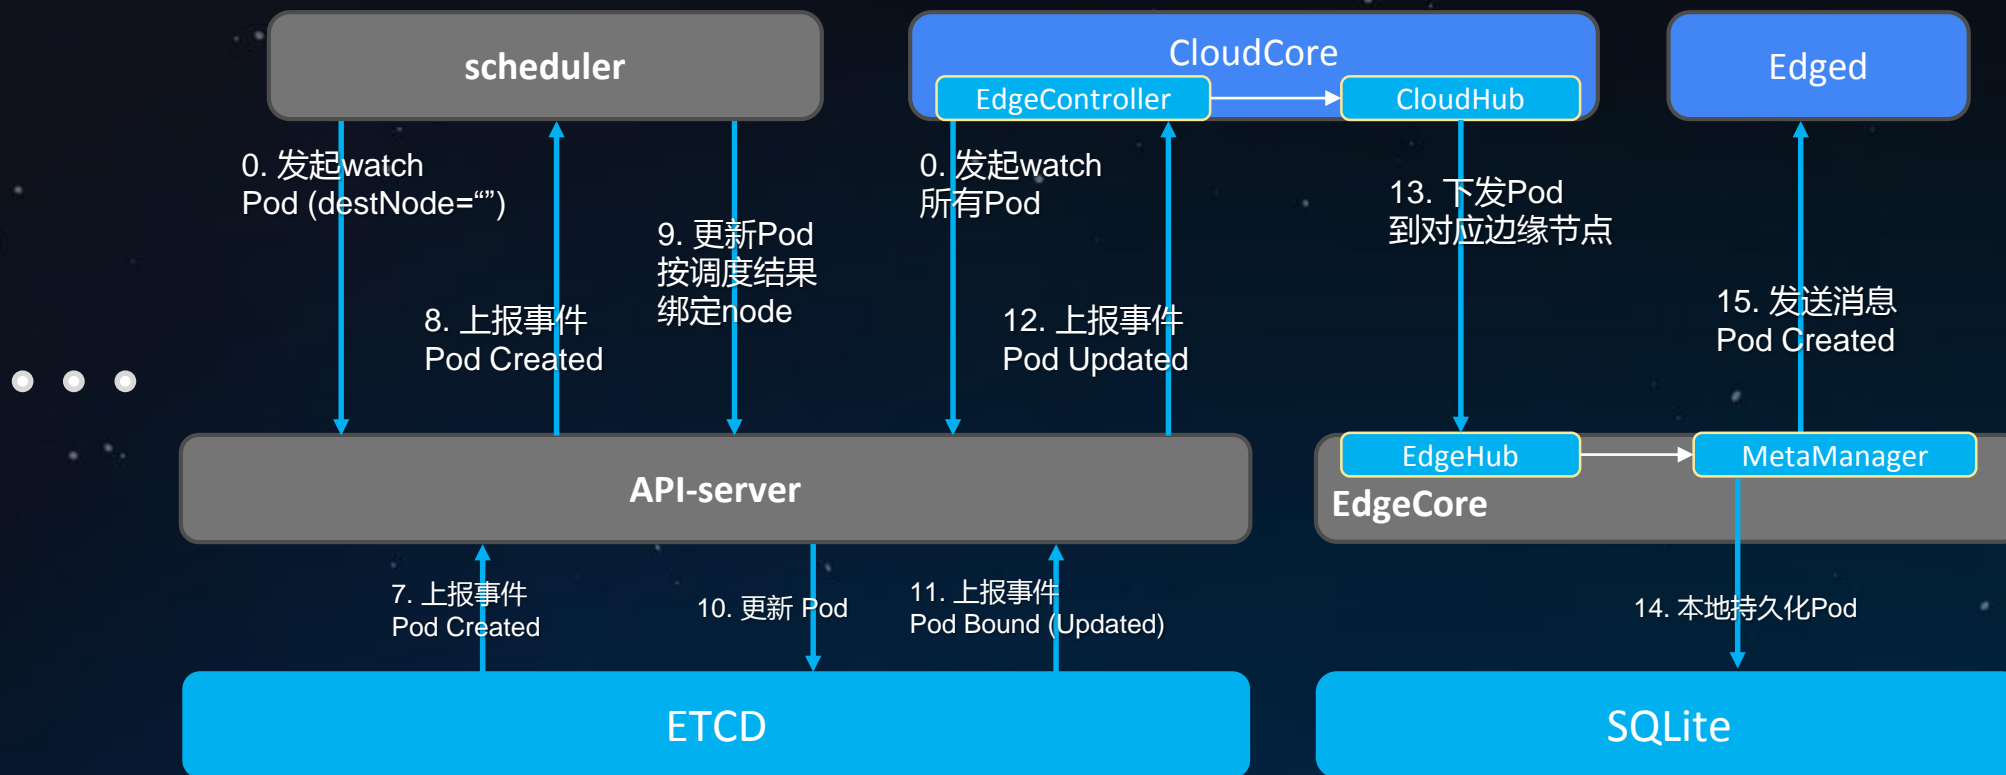 scheduler
CloudCore
EdgeController
CloudHub
Edged
0. 发起watch
Pod (destNode=“”)
8. 上报事件
Pod Created
9. 更新Pod
按调度结果
绑定node
0. 发起watch
所有Pod
12. 上报事件
Pod Updated
13. 下发Pod
到对应边缘节点
15. 发送消息
Pod Created
API-server
EdgeHub
MetaManager
EdgeCore
7. 上报事件
Pod Created
10. 更新 Pod
11. 上报事件
Pod Bound (Updated)
14. 本地持久化Pod
ETCD
SQLite